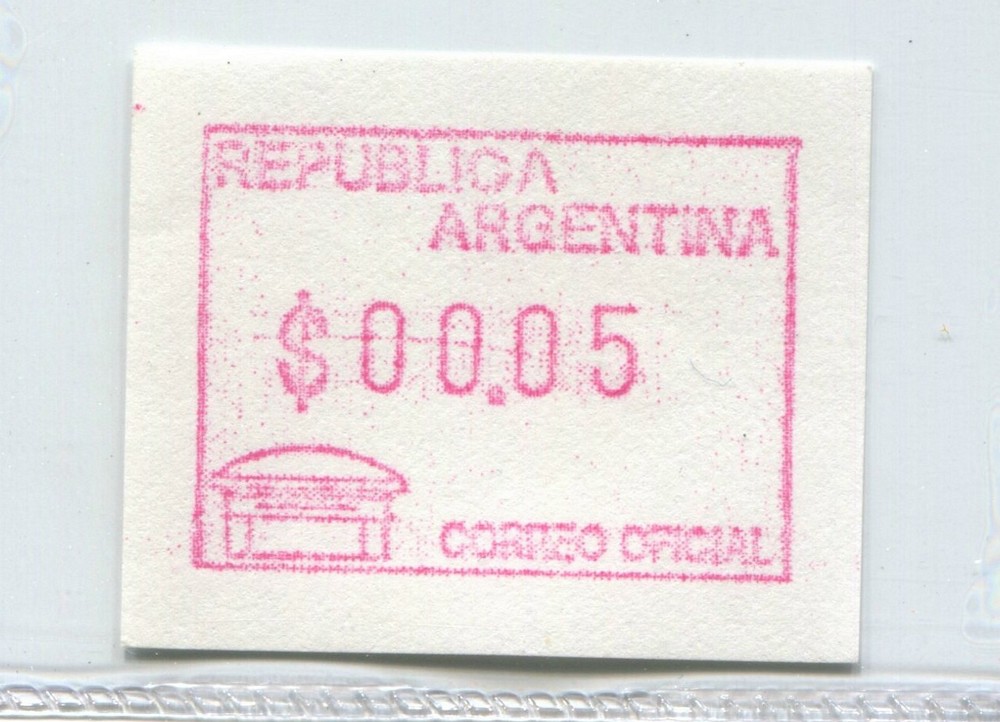 REPUBLICA
ARGENTINA
$00.05
CORREO OFICIAL